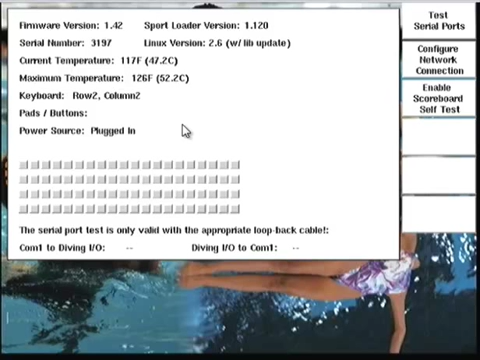 Firmware Version: 1.42 Sport Loader Version: 1.120
Serial Number: 3197 Linux Version: 2.6 (w/ lib update)
Current Temperature: 117F (47.2C)
Maximum Temperature: 126F (52.2C)
Keyboard: Row2, Column2
Pads / Buttons:
Power Source: Plugged In
The serial port test is only valid with the appropriate loop-back cable!:
Com1 to Diving I/O: -- Diving I/O to Com1: --
Test
Serial Ports
Configure
Network
Connection
Enable
Scoreboard
Self Test